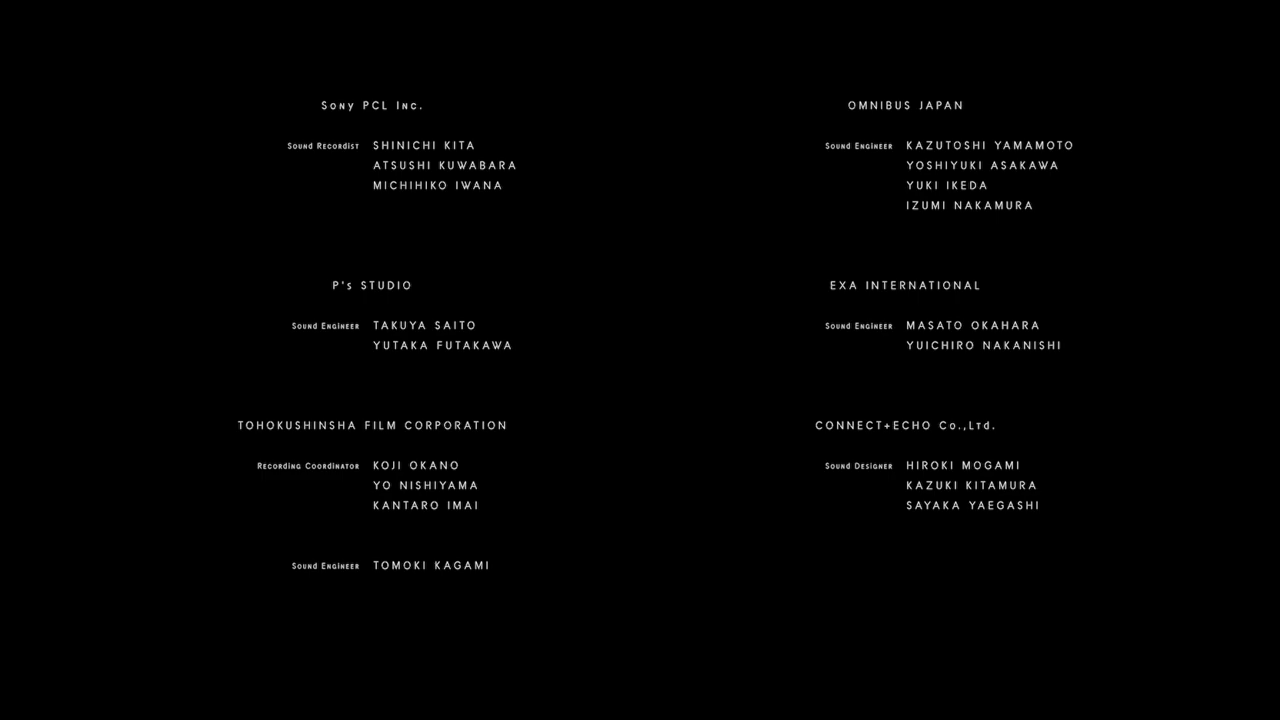 Sony PCL Inc.
Sound Recordist SHINICHI KITA
ATSUSHI KUWABARA
MICHIHIKO IWANA
P's STUDIO
Sound Engineer TAKUYA SAITO
YUTAKA FUTAKAWA
TOHOKUSHINSHA FILM CORPORATION
Recording Coordinator KOJI OKANO
YO NISHIYAMA
KANTARO IMAI
Sound Engineer TOMOKI KAGAMI
OMNIBUS JAPAN
Sound Engineer KAZUTOSHI YAMAMOTO
YOSHIYUKI ASAKAWA
YUKI IKEDA
IZUMI NAKAMURA
EXA INTERNATIONAL
Sound Engineer MASATO OKAHARA
YUICHIRO NAKANISHI
CONNECT+ECHO Co.,Ltd.
Sound Designer HIROKI MOGAMI
KAZUKI KITAMURA
SAYAKA YAEGASHI